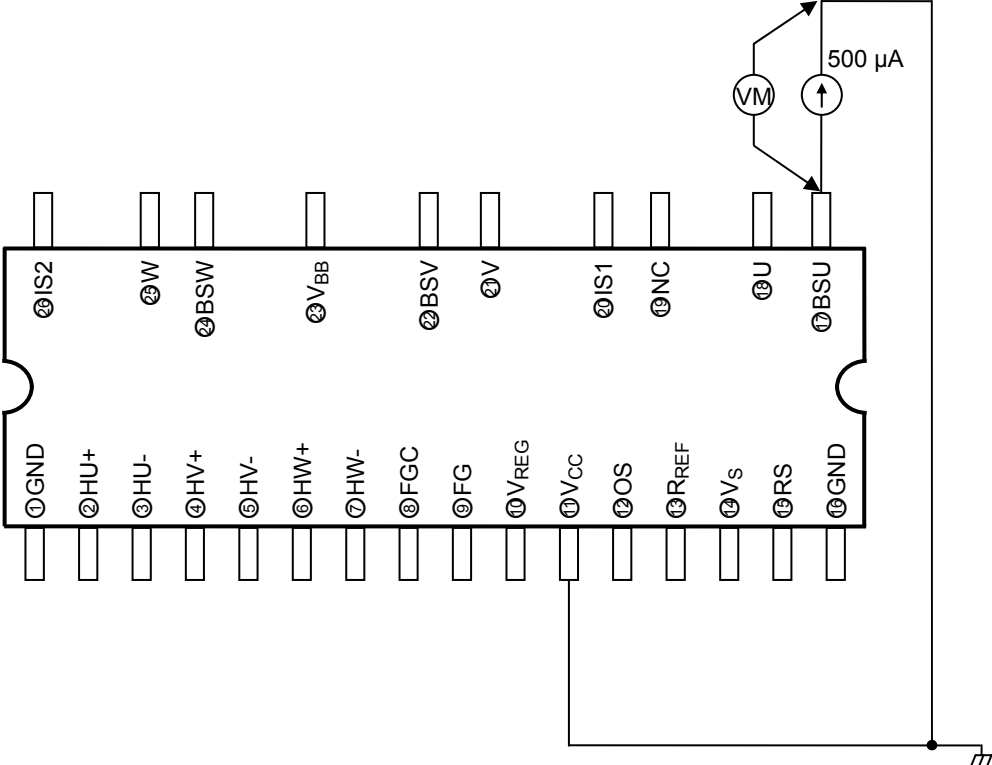 500 µA
VM
㉖IS2
㉕W
㉔BSW
㉓VBB
㉒BSV
㉑V
⑳IS1
⑲NC
⑱U
⑰BSU
①GND
②HU+
③HU-
④HV+
⑤HV-
⑥HW+
⑦HW-
⑧FGC
⑨FG
⑩VREG
⑪VCC
⑫OS
⑬RREF
⑭VS
⑮RS
⑯GND